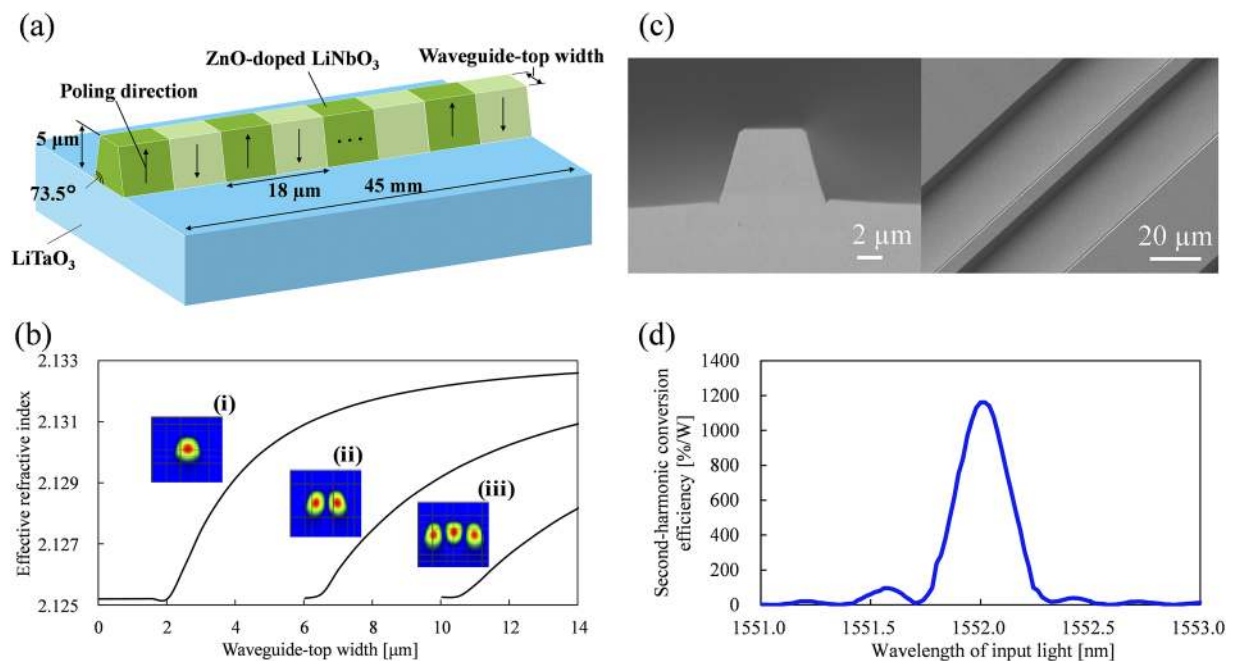 (a)
ZnO-doped LiNbO3
Waveguide-top width
Poling direction
5 μm
73.5°
18 μm
45 mm
LiTaO3
(c)
2 μm
20 μm
(b)
Effective refractive index
2.133
2.131
2.129
2.127
2.125
(i)
(ii)
(iii)
0 2 4 6 8 10 12 14
Waveguide-top width [μm]
(d)
Second-harmonic conversion
efficiency [%/W]
1400
1200
1000
800
600
400
200
0
1551.0 1551.5 1552.0 1552.5 1553.0
Wavelength of input light [nm]